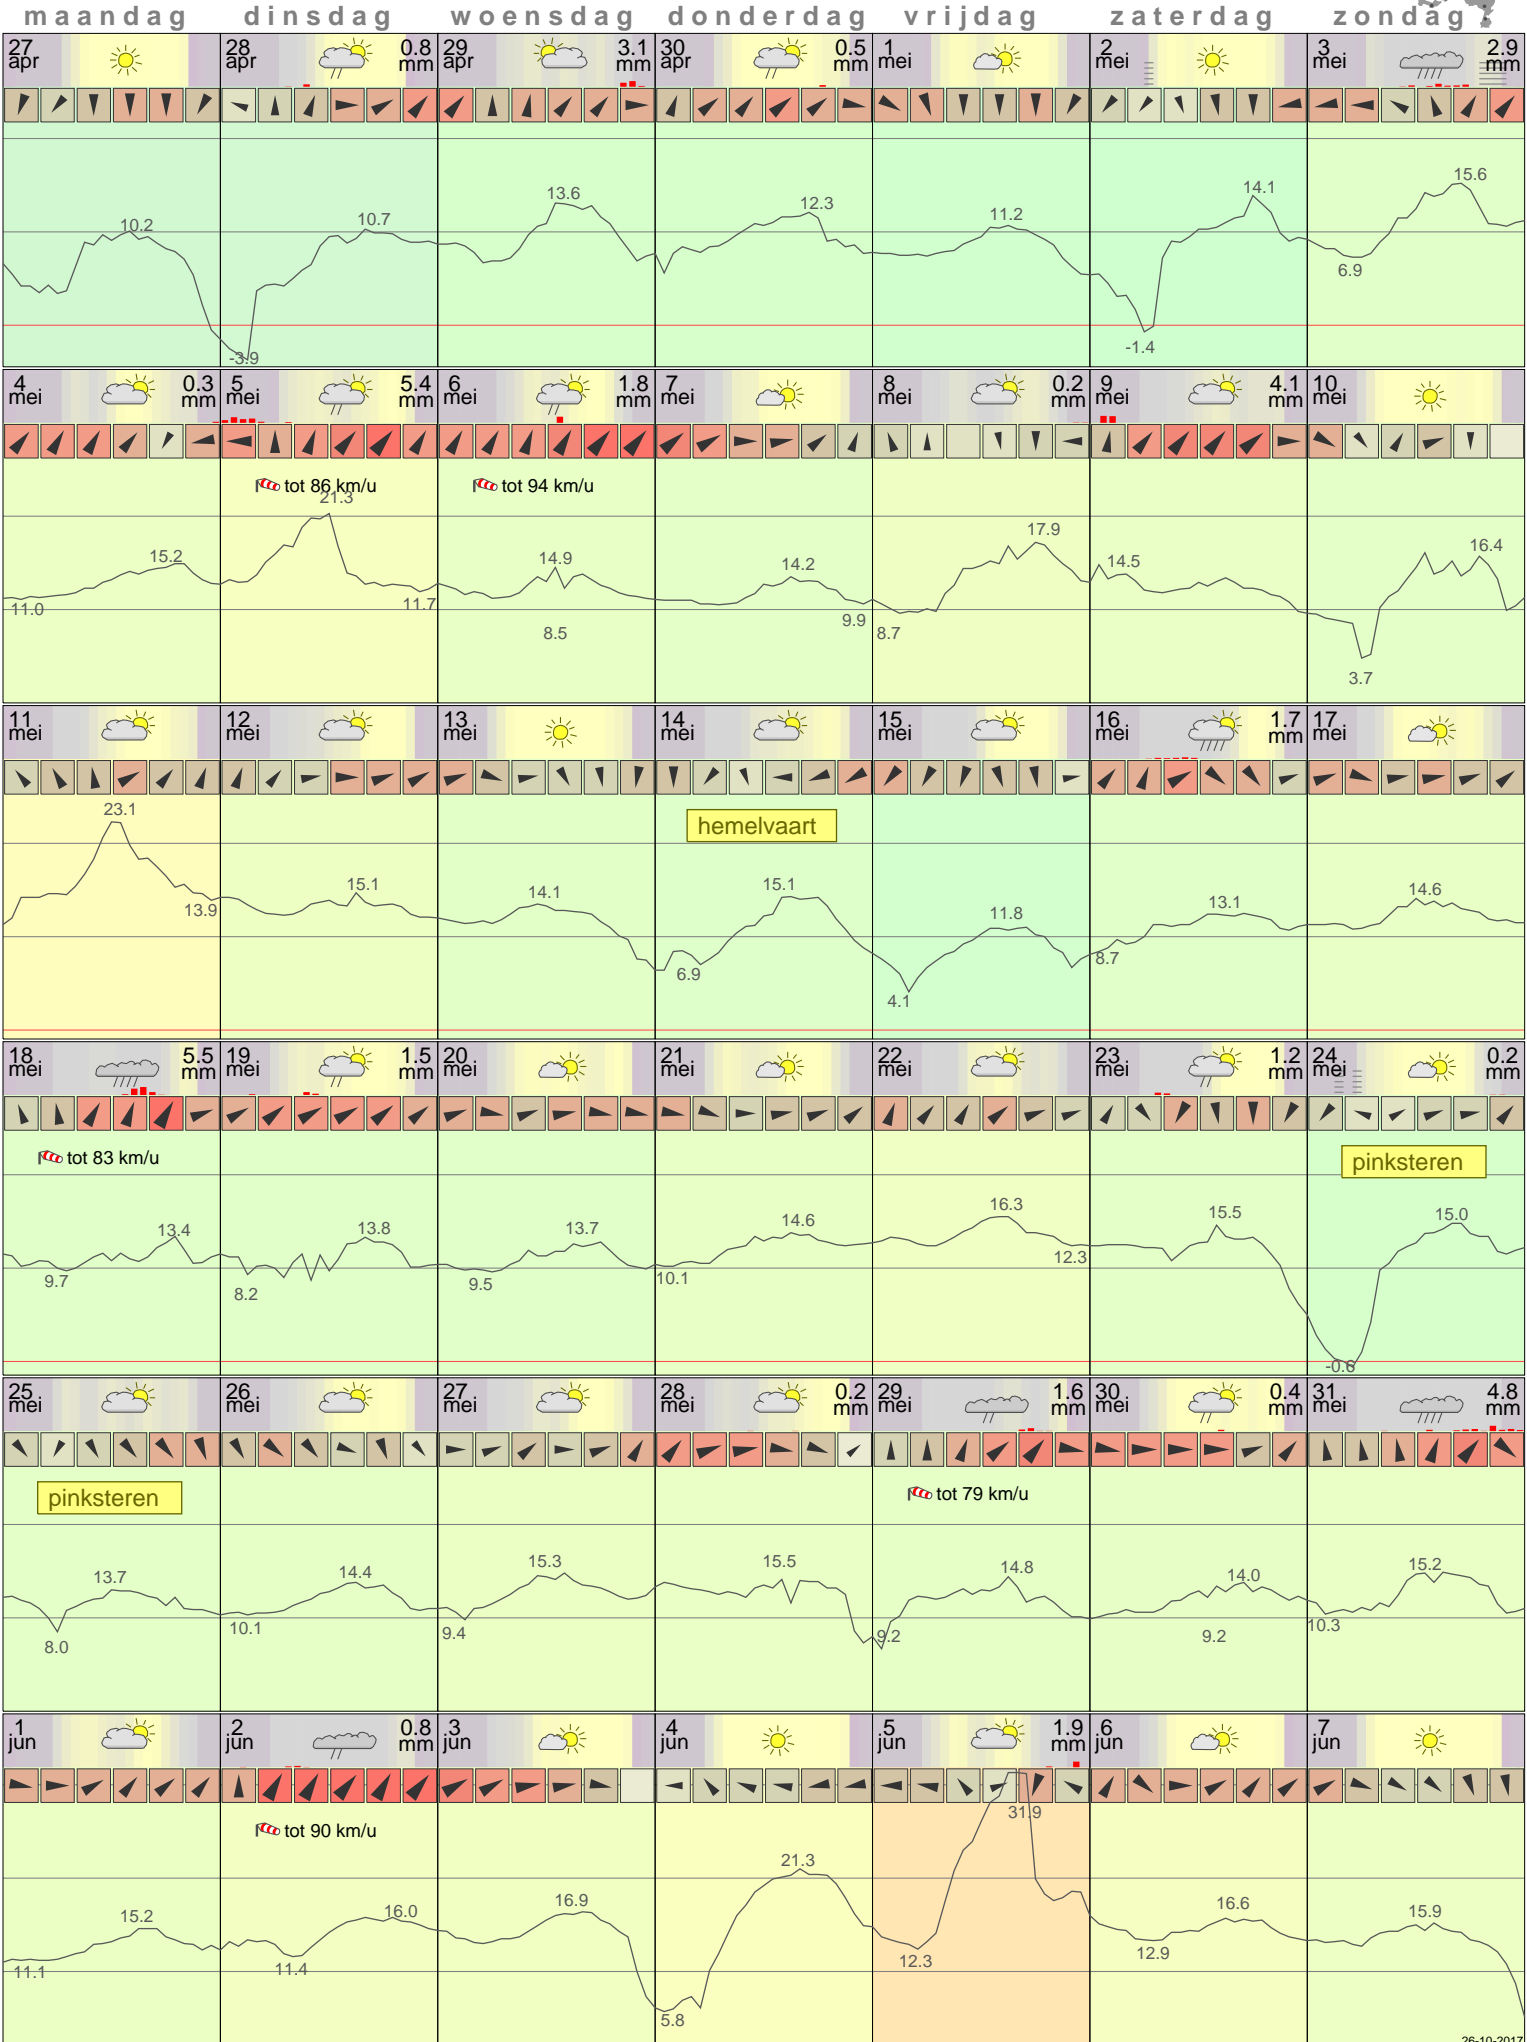 maandag dinsdag woensdag donderdag vrijdag zaterdag zondag
27 apr 28 apr 0.8 mm 29 apr 3.1 mm 30 apr 0.5 mm 1 mei 2 mei 3 mei 2.9 mm
10.2 10.7 13.6 12.3 11.2 14.1 15.6
-3.9 -1.4 6.9
4 mei 0.3 mm 5 mei 5.4 mm 6 mei 1.8 mm 7 mei 8 mei 0.2 mm 9 mei 4.1 mm 10 mei
tot 86 km/u tot 94 km/u
15.2 21.3 14.9 14.2 17.9 14.5 16.4
11.0 11.7 8.5 9.9 8.7 3.7
11 mei 12 mei 13 mei 14 mei 15 mei 16 mei 1.7 mm 17 mei
hemelvaart
23.1 15.1 14.1 15.1 11.8 13.1 14.6
13.9 6.9 4.1 8.7
18 mei 5.5 mm 19 mei 1.5 mm 20 mei 21 mei 22 mei 23 mei 1.2 mm 24 mei 0.2 mm
tot 83 km/u pinksteren
13.4 13.8 13.7 14.6 16.3 15.5 15.0
9.7 8.2 9.5 10.1 12.3 -0.6
25 mei 26 mei 27 mei 28 mei 0.2 mm 29 mei 1.6 mm 30 mei 0.4 mm 31 mei 4.8 mm
pinksteren tot 79 km/u
13.7 14.4 15.3 15.5 14.8 14.0 15.2
8.0 10.1 9.4 9.2 9.2 10.3
1 jun 2 jun 0.8 mm 3 jun 4 jun 5 jun 1.9 mm 6 jun 7 jun
tot 90 km/u
15.2 16.0 16.9 21.3 31.9 16.6 15.9
11.1 11.4 5.8 12.3 12.9
26-10-2017